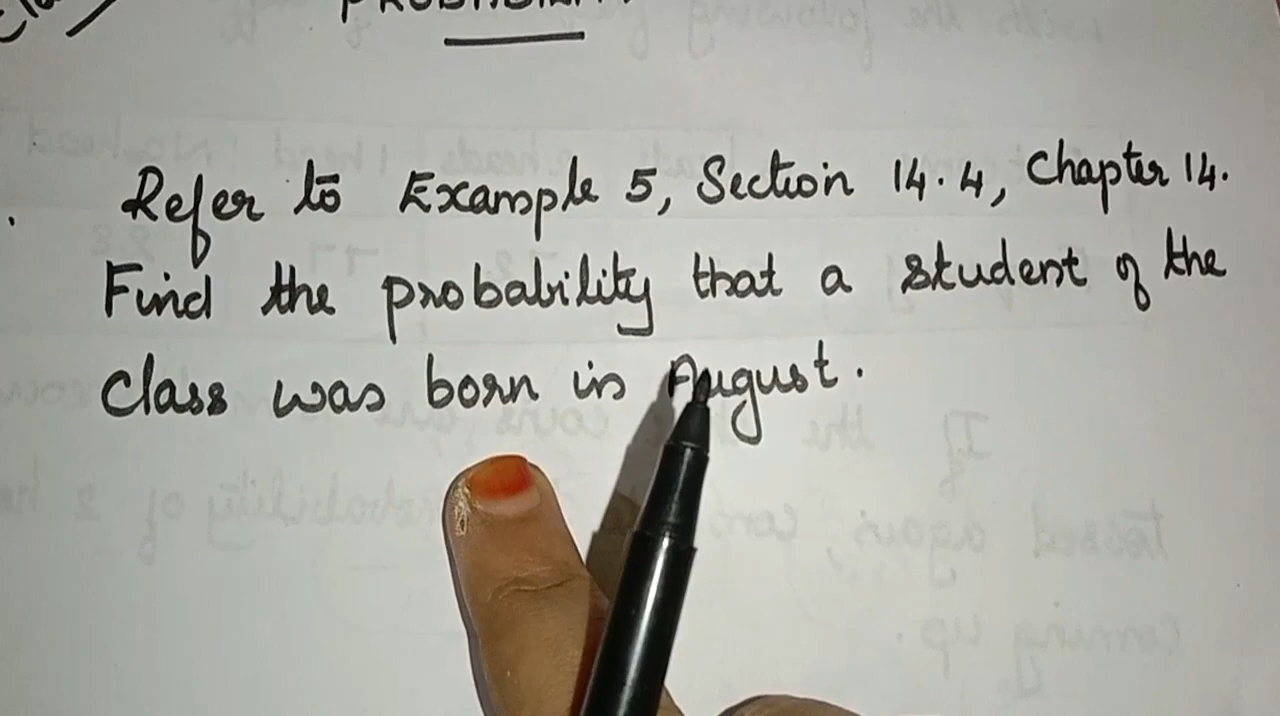 PROBABILITY
Refer to Example 5, Section 14.4, Chapter 14.
Find the probability that a student of the
class was born in August.